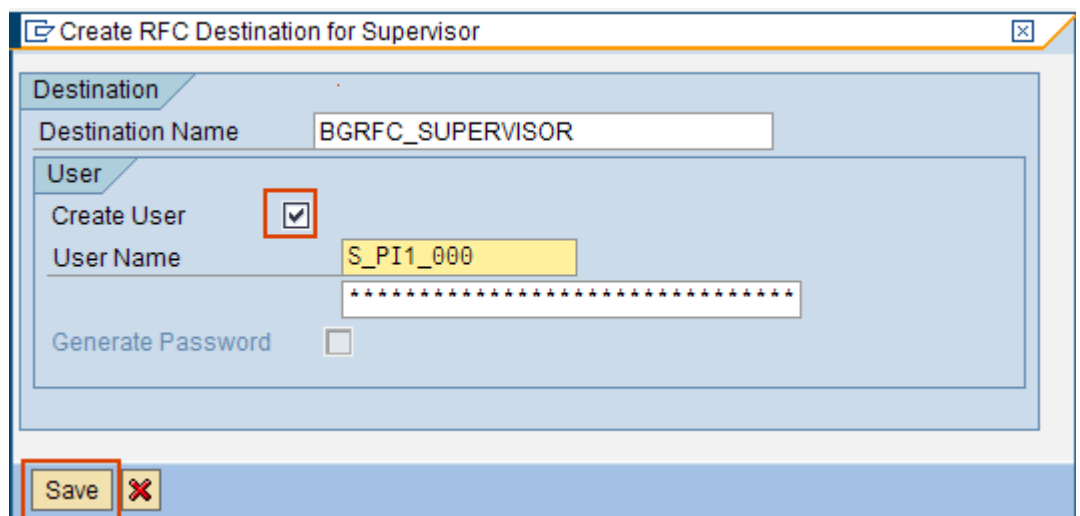 Create RFC Destination for Supervisor
Destination
Destination Name BGRFC_SUPERVISOR
User
Create User
User Name S_PI1_000
********************************
Generate Password
Save